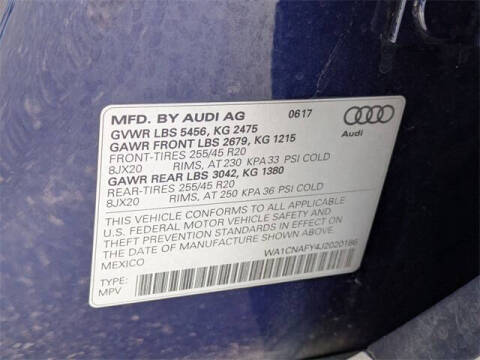 MFD. BY AUDI AG 0617
GVWR LBS 5456, KG 2475
GAWR FRONT LBS 2679, KG 1215
FRONT-TIRES 255/45 R20
8JX20 RIMS, AT 230 KPA 33 PSI COLD
GAWR REAR LBS 3042, KG 1380
REAR-TIRES 255/45 R20
8JX20 RIMS, AT 250 KPA 36 PSI COLD
Audi
THIS VEHICLE CONFORMS TO ALL APPLICABLE
U.S. FEDERAL MOTOR VEHICLE SAFETY AND
THEFT PREVENTION STANDARDS IN EFFECT ON
THE DATE OF MANUFACTURE SHOWN ABOVE.
MEXICO
WA1CNAFY4J2020186
TYPE:
MPV